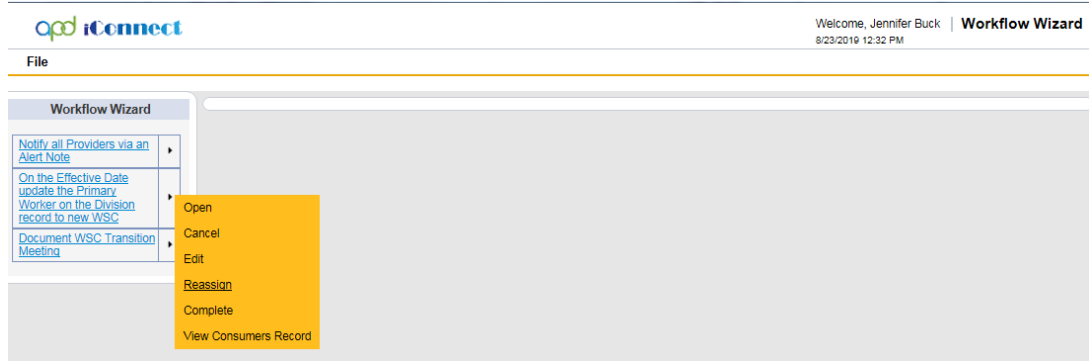 apd iConnect
Welcome, Jennifer Buck | Workflow Wizard
8/23/2019 12:32 PM
File
Workflow Wizard
Notify all Providers via an
Alert Note
On the Effective Date
update the Primary
Worker on the Division
record to new WSC
Document WSC Transition
Meeting
Open
Cancel
Edit
Reassign
Complete
View Consumers Record